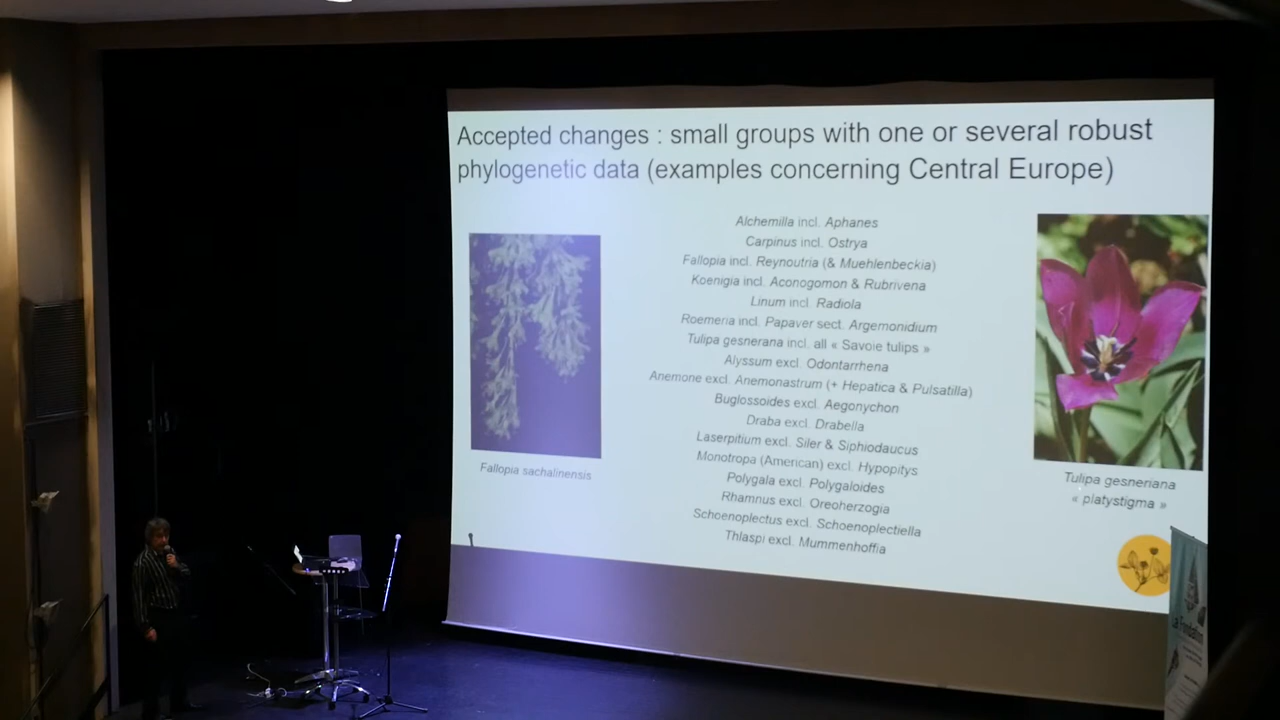 Accepted changes : small groups with one or several robust
phylogenetic data (examples concerning Central Europe)
Alchemilla incl. Aphanes
Carpinus incl. Ostrya
Fallopia incl. Reynoutria (& Muehlenbeckia)
Koenigia incl. Aconogomon & Rubrivena
Linum incl. Radiola
Roemeria incl. Papaver sect. Argemonidium
Tulipa gesnerana incl. all « Savoie tulips »
Alyssum excl. Odontarrhena
Anemone excl. Anemonastrum (+ Hepatica & Pulsatilla)
Buglossoides excl. Aegonychon
Draba excl. Drabella
Laserpitium excl. Siler & Siphiodaucus
Monotropa (American) excl. Hypopitys
Polygala excl. Polygaloides
Rhamnus excl. Oreoherzogia
Schoenoplectus excl. Schoenoplectiella
Thlaspi excl. Mummenhoffia
Fallopia sachalinensis
Tulipa gesneriana
« platystigma »
La Fondation